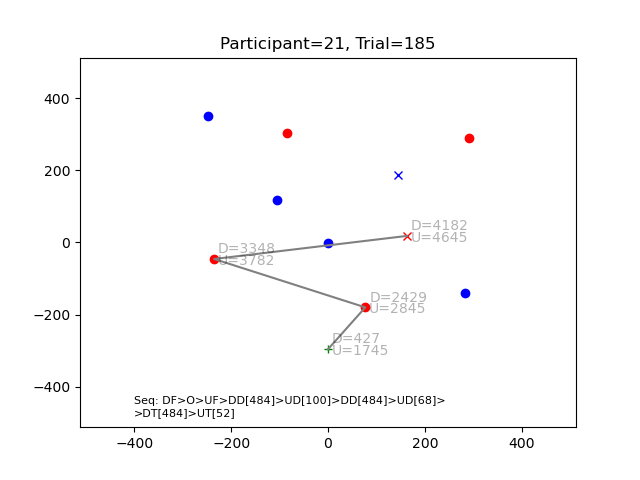 Participant=21, Trial=185
400
200
0
−200
−400
D=4182
U=4645
D=3348
U=3782
D=2429
U=2845
D=427
U=1745
Seq: DF>O>UF>DD[484]>UD[100]>DD[484]>UD[68]>
>DT[484]>UT[52]
−400 −200 0 200 400